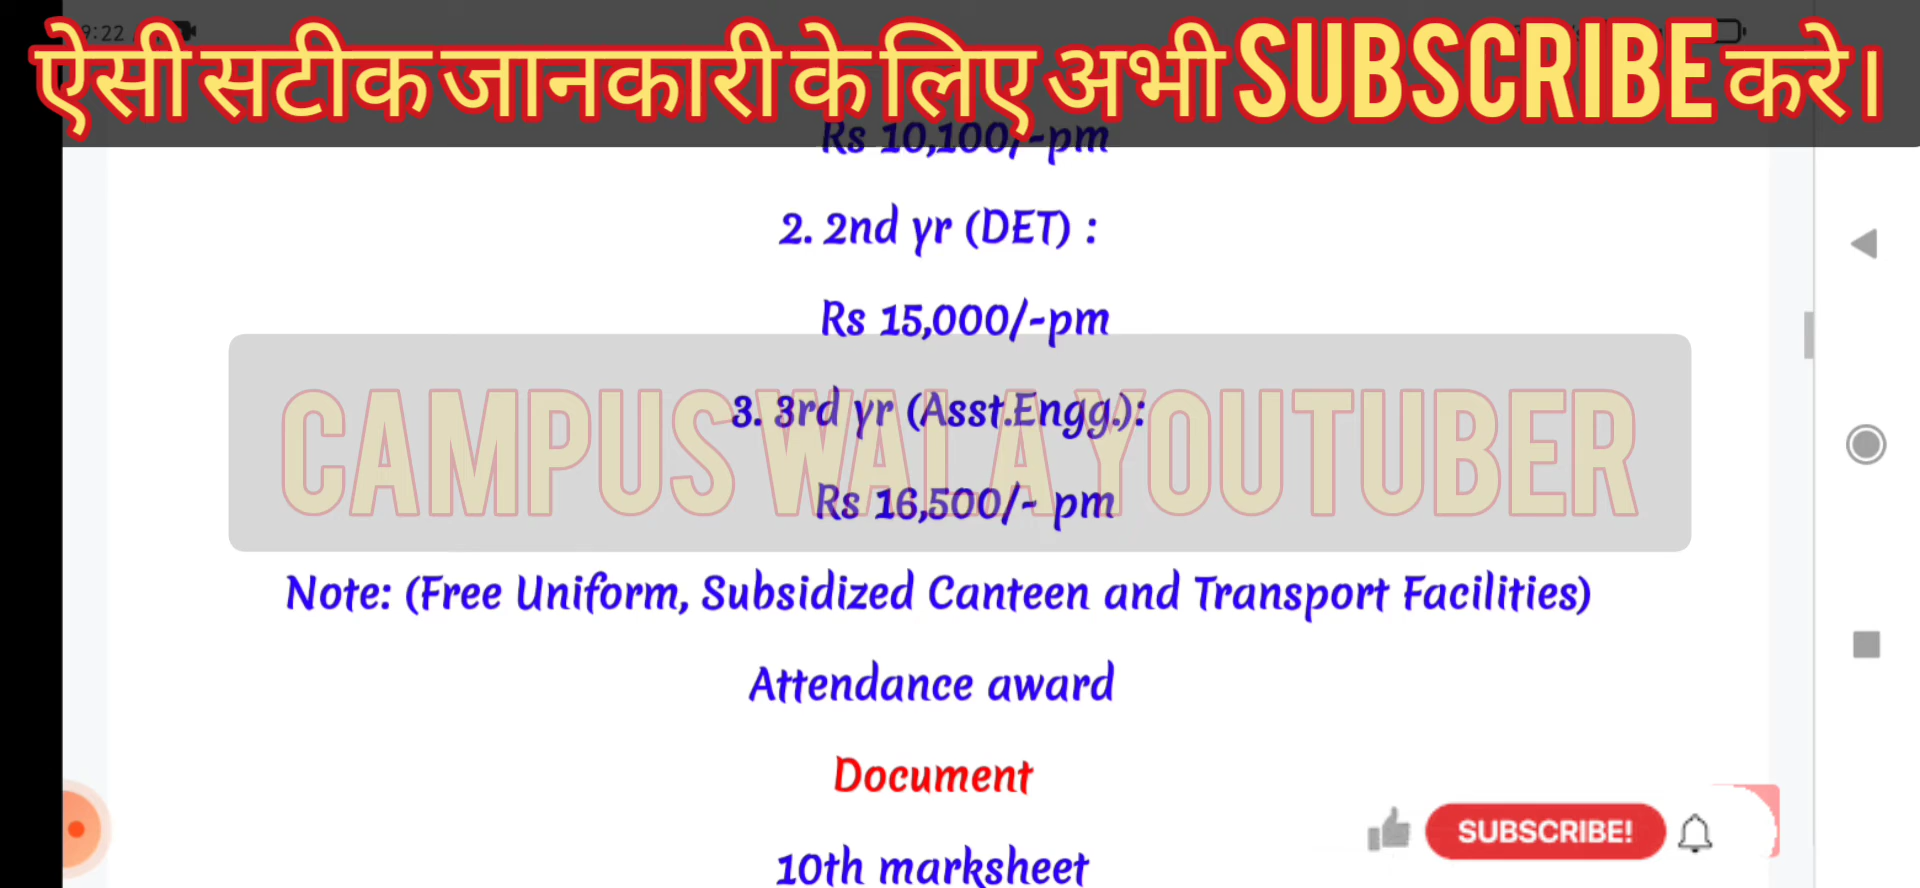 9:22
ऐसी सटीक जानकारी के लिए अभी SUBSCRIBE करे।
Rs 10,100/-pm
2. 2nd yr (DET) :
Rs 15,000/-pm
3. 3rd yr (Asst.Engg.):
CAMPUS WALA YOUTUBER
Rs 16,500/- pm
Note: (Free Uniform, Subsidized Canteen and Transport Facilities)
Attendance award
Document
SUBSCRIBE!
10th marksheet